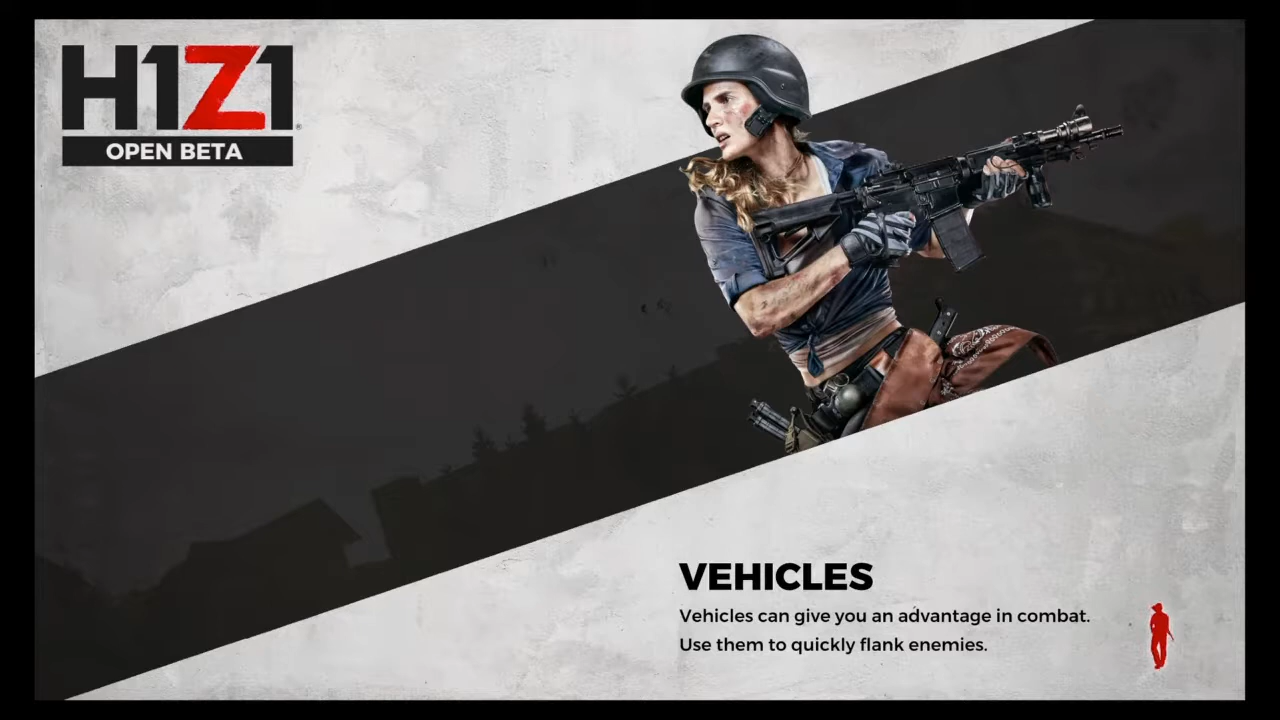 H1Z1®
OPEN BETA
VEHICLES
Vehicles can give you an advantage in combat.
Use them to quickly flank enemies.